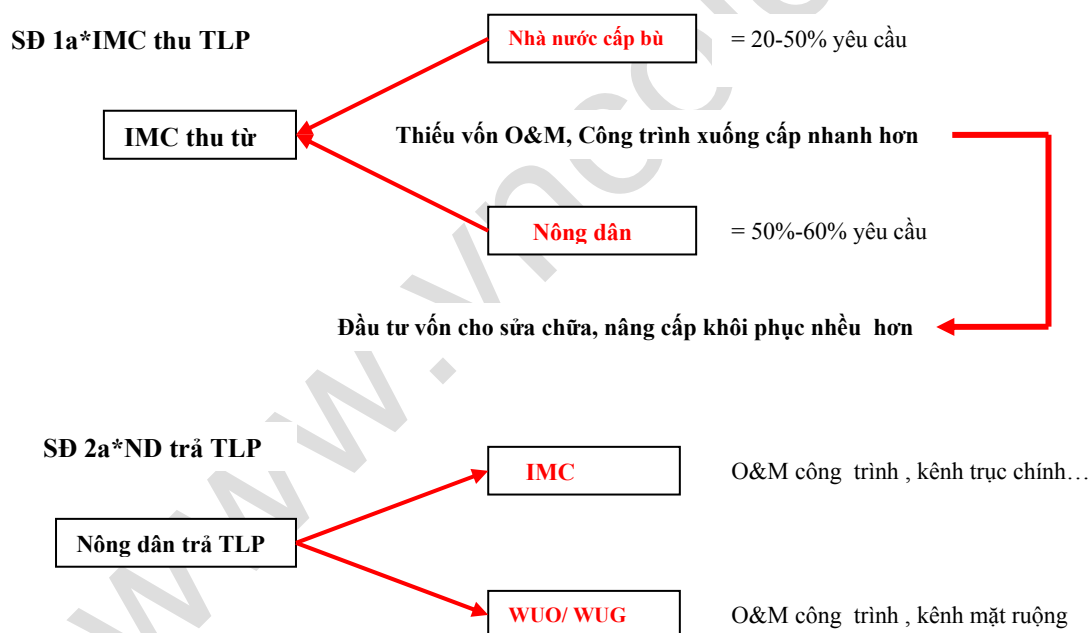 SĐ 1a*IMC thu TLP
Nhà nước cấp bù
= 20-50% yêu cầu
IMC thu từ
Thiếu vốn O&M, Công trình xuống cấp nhanh hơn
Nông dân
= 50%-60% yêu cầu
Đầu tư vốn cho sửa chữa, nâng cấp khôi phục nhều hơn
SĐ 2a*ND trả TLP
IMC
O&M công trình , kênh trục chính…
Nông dân trả TLP
WUO/ WUG
O&M công trình , kênh mặt ruộng